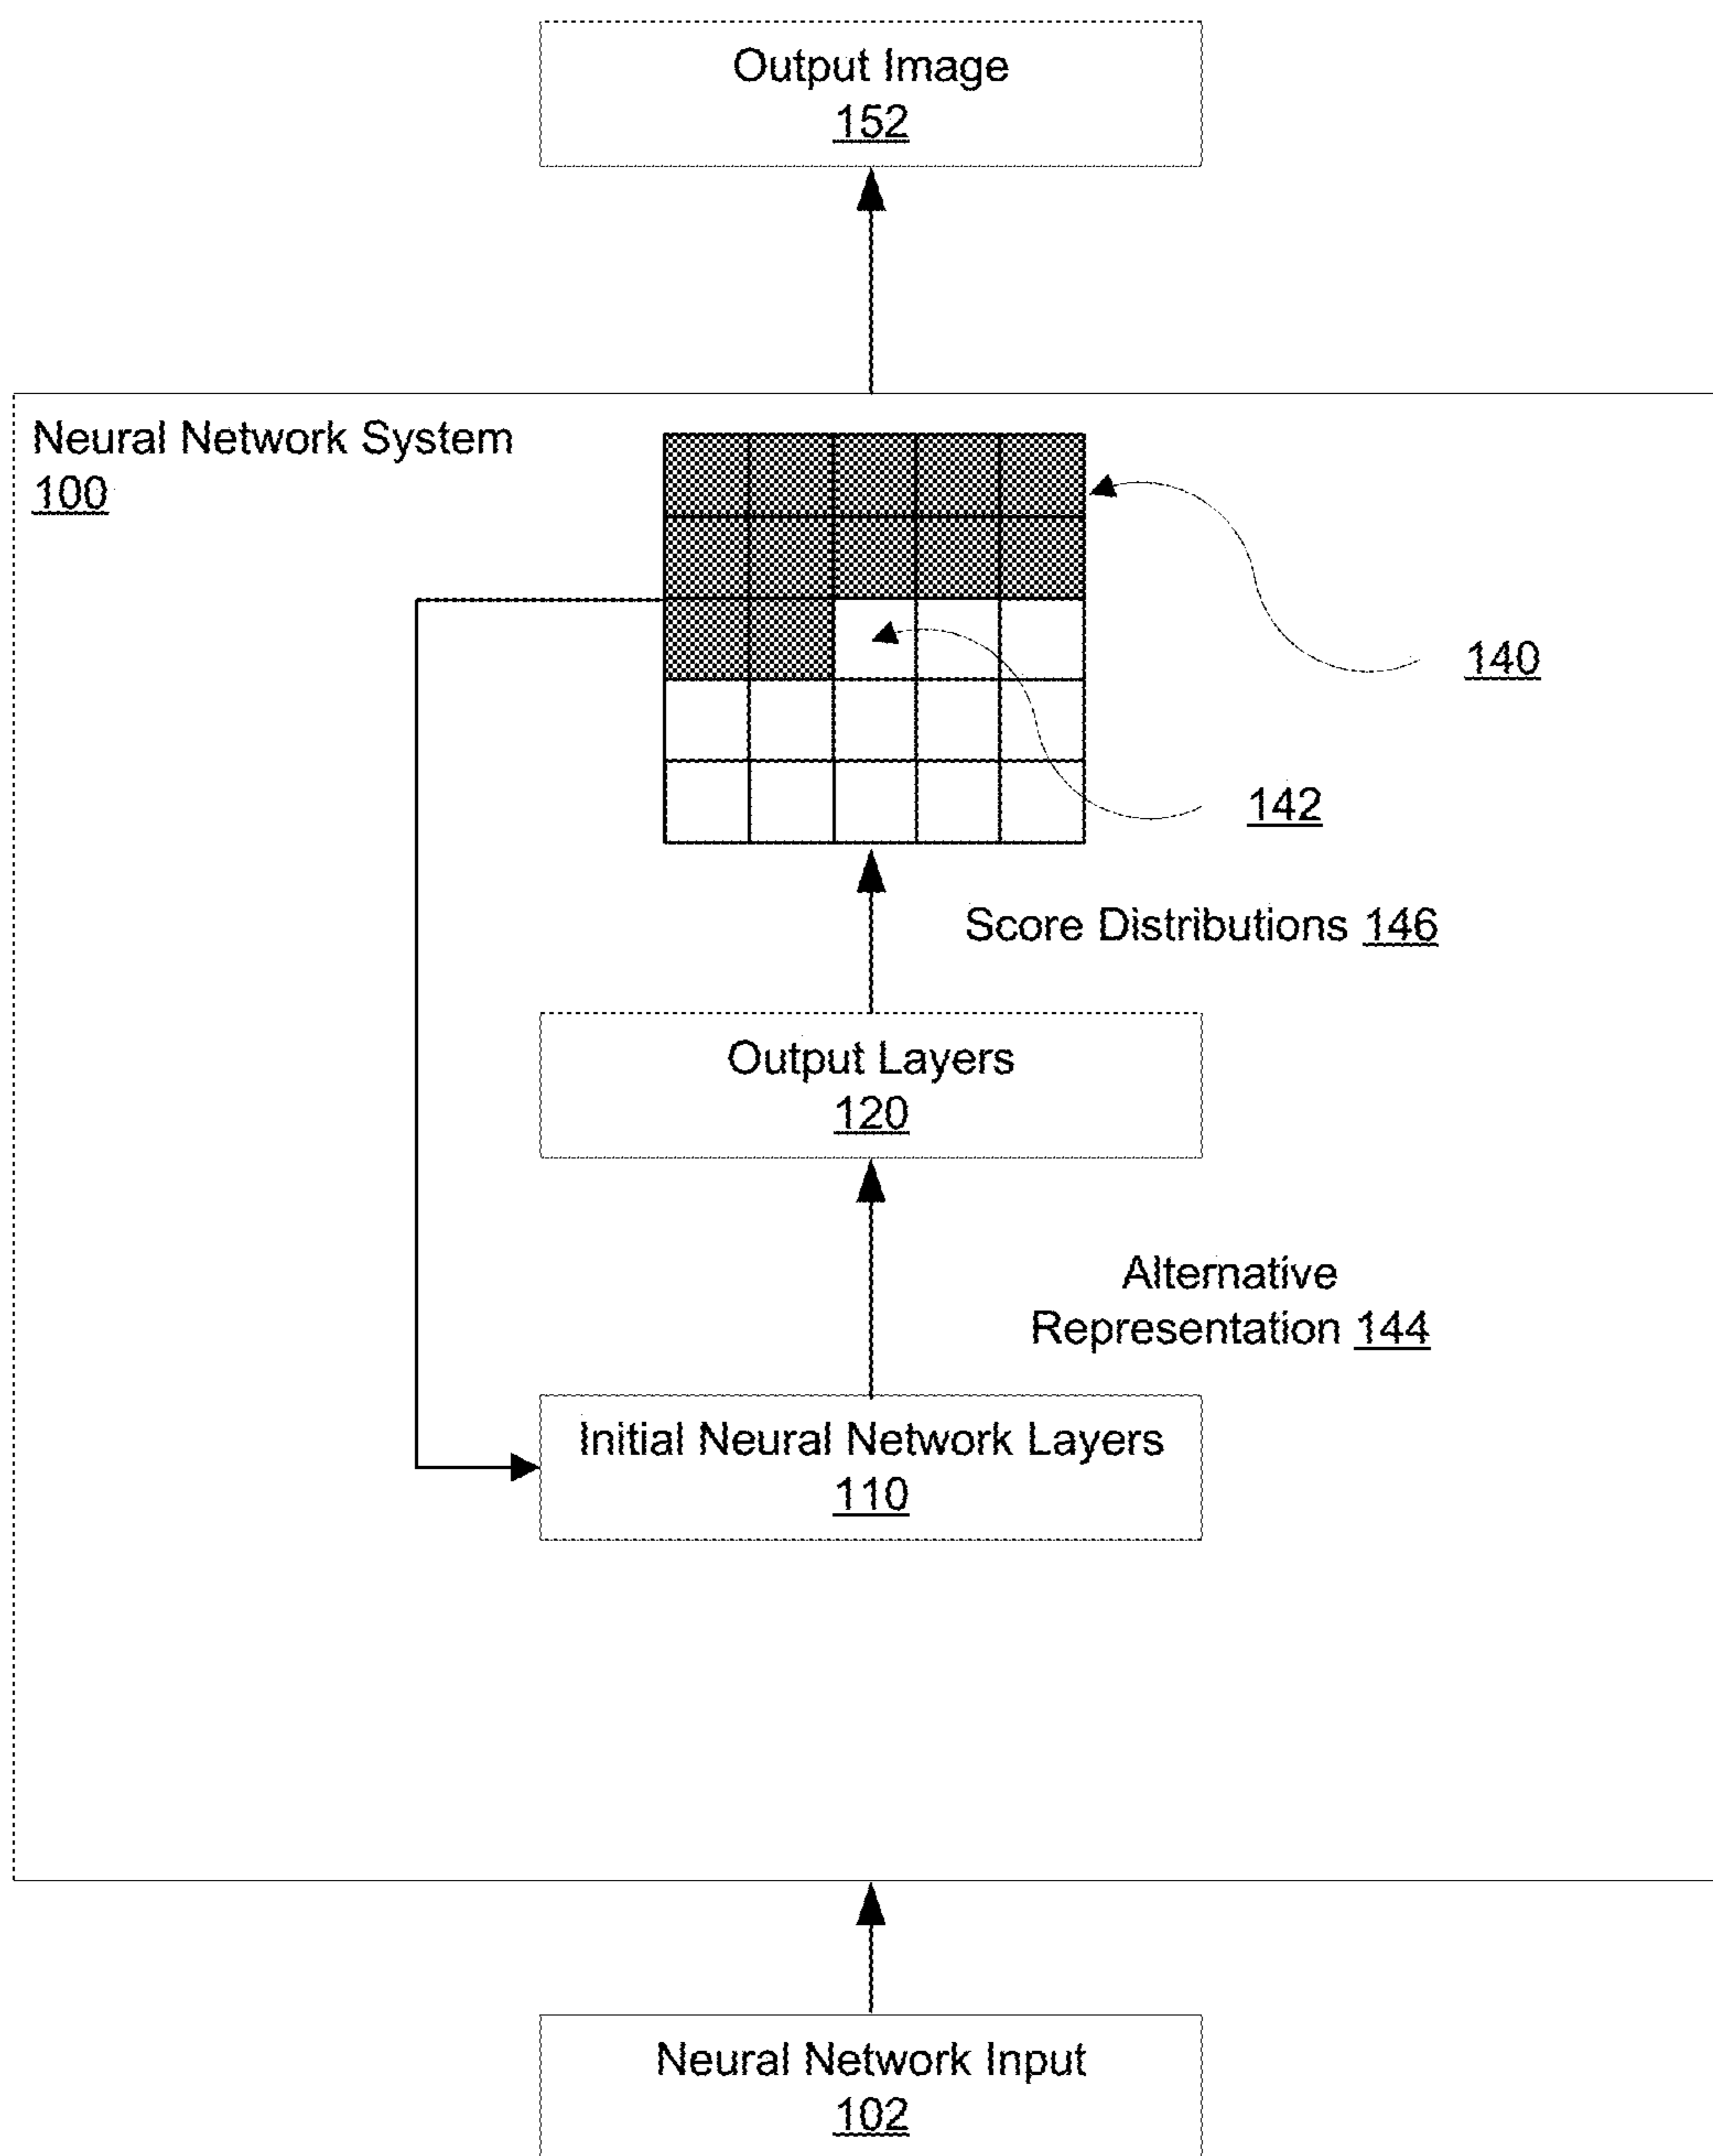 Output Image
152
Neural Network System
100
140
142
Score Distributions 146
Output Layers
120
Alternative
Representation 144
Initial Neural Network Layers
110
Neural Network Input
102